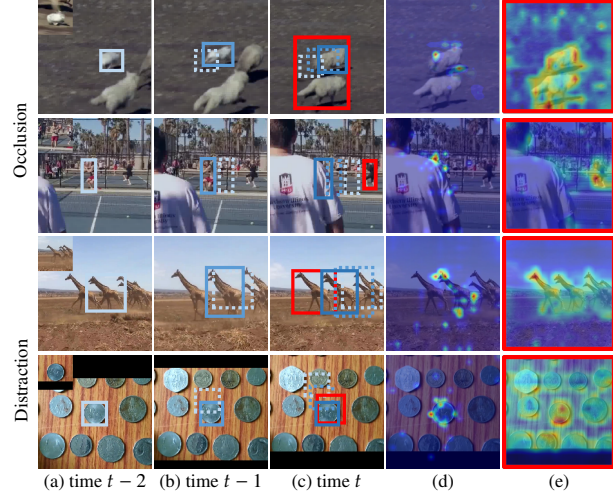 Occlusion
Distraction
(a) time t − 2 (b) time t − 1 (c) time t (d) (e)